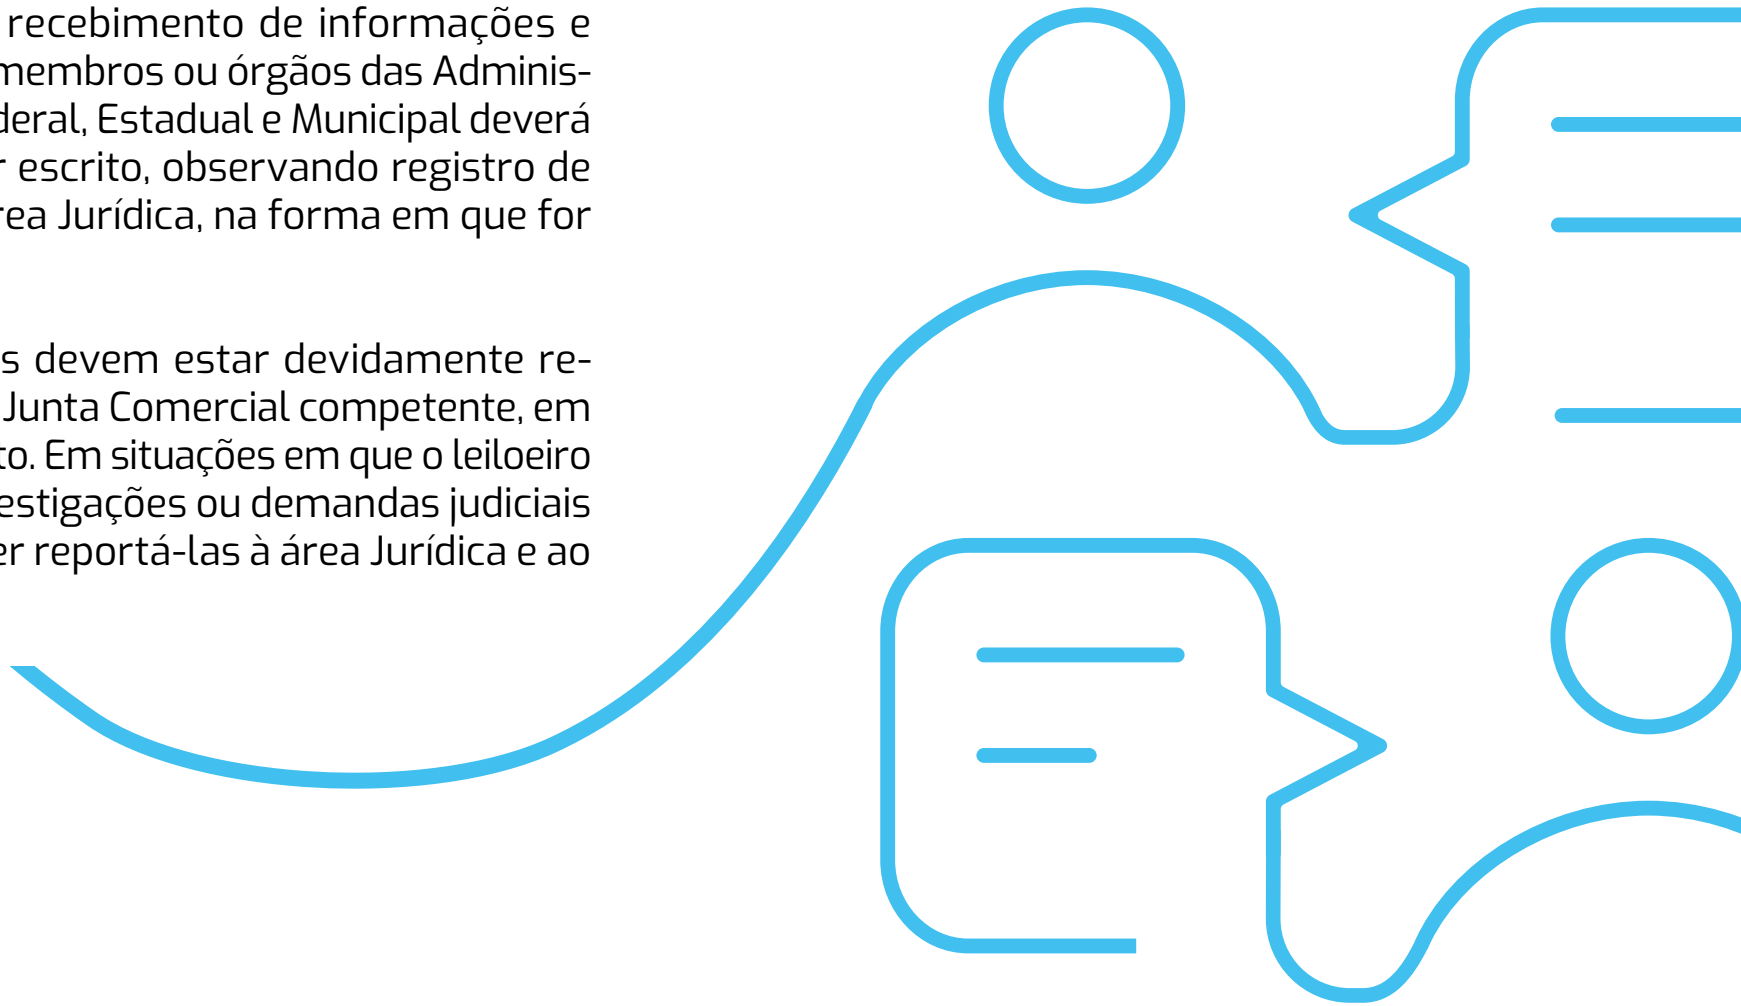 recebimento de informações e
membros ou órgãos das Adminis-
deral, Estadual e Municipal deverá
escrito, observando registro de
Jurídica, na forma em que for
s devem estar devidamente re-
Junta Comercial competente, em
to. Em situações em que o leiloeiro
estigações ou demandas judiciais
er reportá-las à área Jurídica e ao